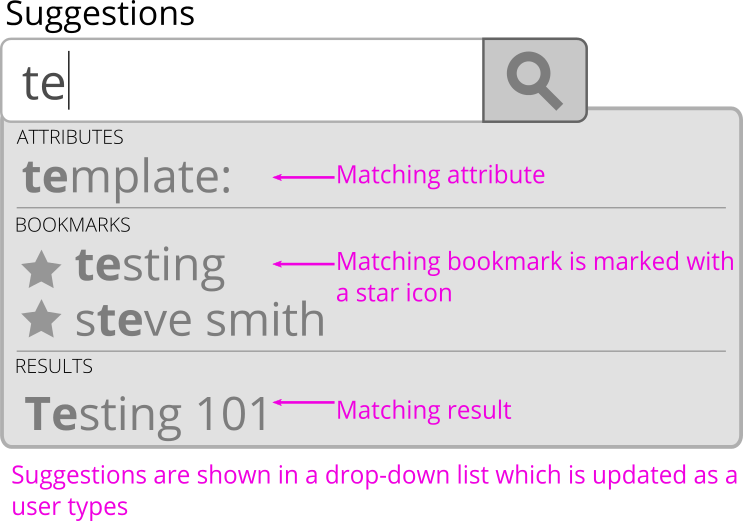 Suggestions
te
ATTRIBUTES
template:
Matching attribute
BOOKMARKS
testing
Matching bookmark is marked with
a star icon
steve smith
RESULTS
Testing 101
Matching result
Suggestions are shown in a drop-down list which is updated as a
user types